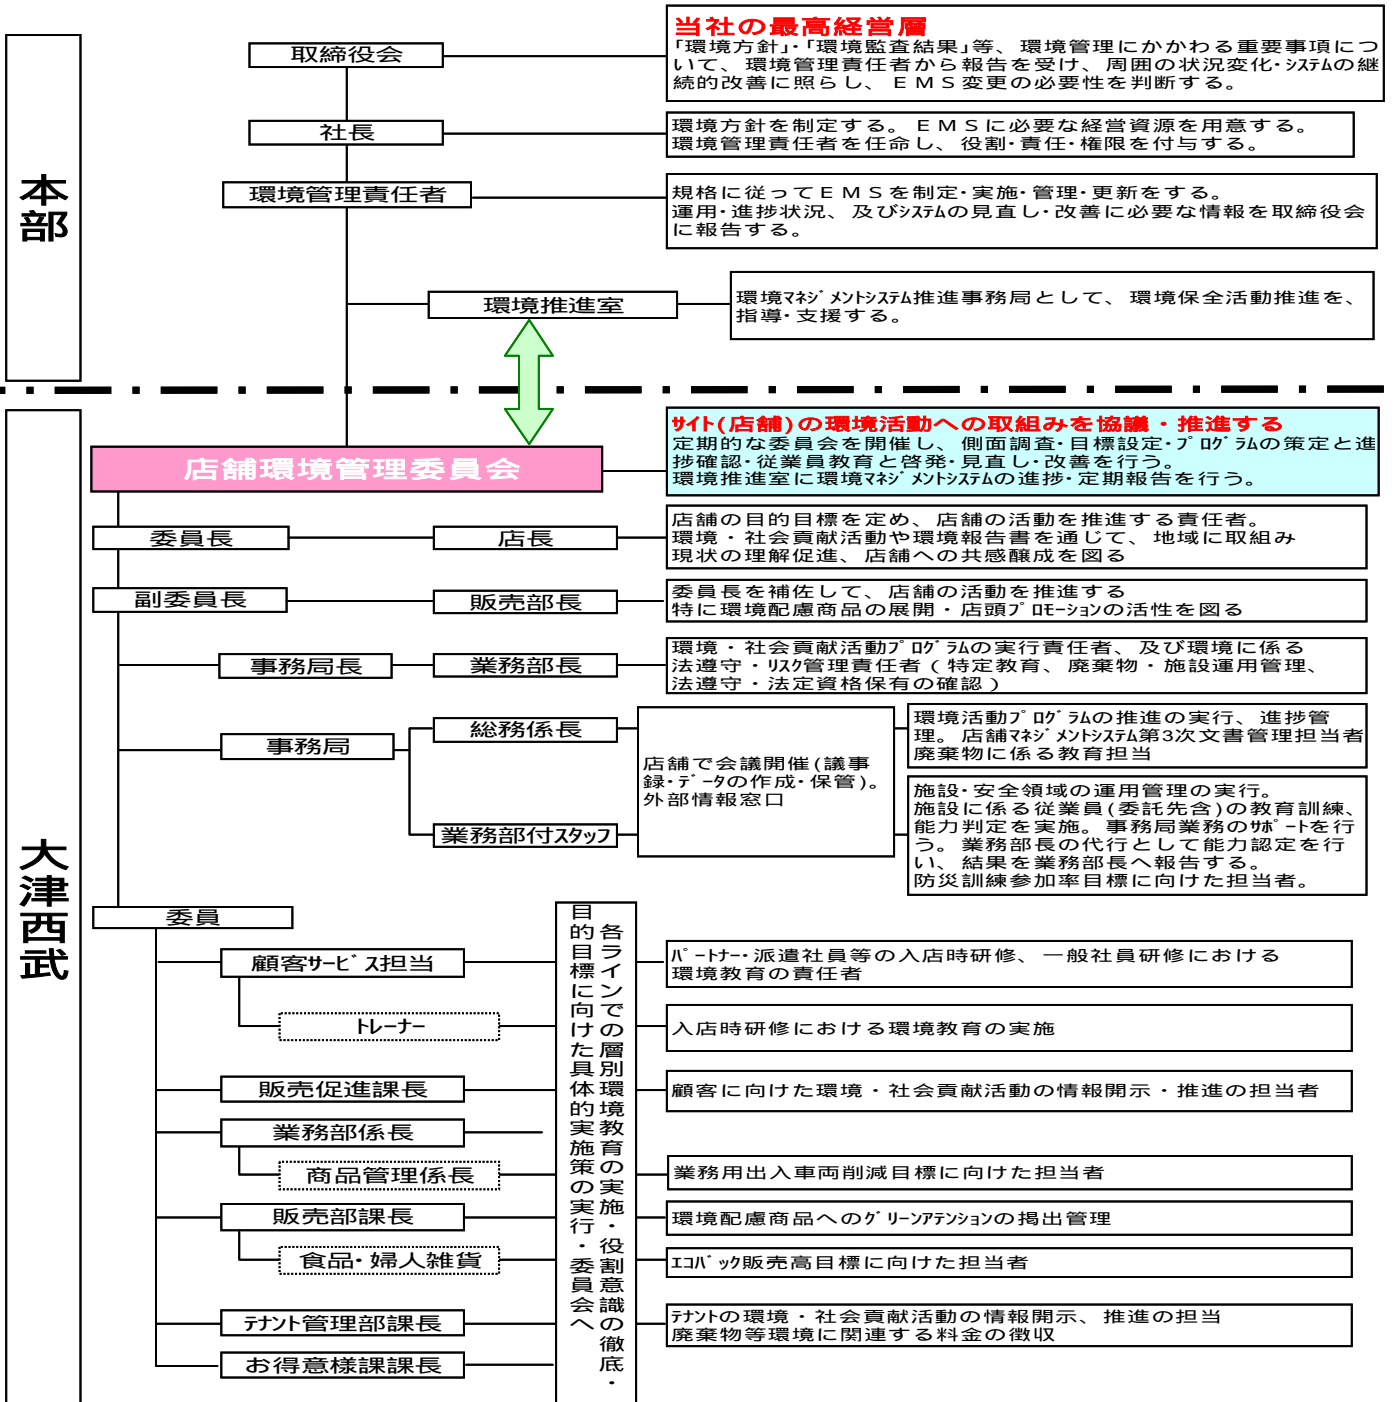 本部
取締役会
当社の最高経営層
「環境方針」・「環境監査結果」等、環境管理にかかわる重要事項につ
いて、環境管理責任者から報告を受け、周囲の状況変化・ｼｽﾃﾑの継
続的改善に照らし、ＥＭＳ変更の必要性を判断する。
社長
環境方針を制定する。ＥＭＳに必要な経営資源を用意する。
環境管理責任者を任命し、役割・責任・権限を付与する。
環境管理責任者
規格に従ってＥＭＳを制定・実施・管理・更新をする。
運用・進捗状況、及びｼｽﾃﾑの見直し・改善に必要な情報を取締役会
に報告する。
環境推進室
環境ﾏﾈｼﾞﾒﾝﾄｼｽﾃﾑ推進事務局として、環境保全活動推進を、
指導・支援する。
大津西武
店舗環境管理委員会
ｻｲﾄ(店舗)の環境活動への取組みを協議・推進する
定期的な委員会を開催し、側面調査・目標設定・ﾌﾟﾛｸﾞﾗﾑの策定と進
捗確認・従業員教育と啓発・見直し・改善を行う。
環境推進室に環境ﾏﾈｼﾞﾒﾝﾄｼｽﾃﾑの進捗・定期報告を行う。
委員長
店長
店舗の目的目標を定め、店舗の活動を推進する責任者。
環境・社会貢献活動や環境報告書を通じて、地域に取組み
現状の理解促進、店舗への共感醸成を図る
副委員長
販売部長
委員長を補佐して、店舗の活動を推進する
特に環境配慮商品の展開・店頭ﾌﾟﾛﾓｰｼｮﾝの活性を図る
事務局長
業務部長
環境・社会貢献活動ﾌﾟﾛｸﾞﾗﾑの実行責任者、及び環境に係る
法遵守・ﾘｽｸ管理責任者(特定教育、廃棄物・施設運用管理、
法遵守・法定資格保有の確認)
事務局
総務係長
業務部付ｽﾀｯﾌ
店舗で会議開催(議事
録・ﾃﾞｰﾀの作成・保管)。
外部情報窓口
環境活動ﾌﾟﾛｸﾞﾗﾑの推進の実行、進捗管
理。店舗ﾏﾈｼﾞﾒﾝﾄｼｽﾃﾑ第3次文書管理担当者
廃棄物に係る教育担当
施設・安全領域の運用管理の実行。
施設に係る従業員(委託先含)の教育訓練、
能力判定を実施。事務局業務のｻﾎﾟｰﾄを行
う。業務部長の代行として能力認定を行
い、結果を業務部長へ報告する。
防災訓練参加率目標に向けた担当者。
委員
各ラインでの層別環境教育の実施・役割意識の徹底・
目的目標に向けた具体的実施策の実行・委員会へ
顧客ｻｰﾋﾞｽ担当
ﾊﾟｰﾄﾅｰ・派遣社員等の入店時研修、一般社員研修における
環境教育の責任者
ﾄﾚｰﾅｰ
入店時研修における環境教育の実施
販売促進課長
顧客に向けた環境・社会貢献活動の情報開示・推進の担当者
業務部係長
商品管理係長
業務用出入車両削減目標に向けた担当者
販売部課長
環境配慮商品へのｸﾞﾘｰﾝｱﾃﾝｼｮﾝの掲出管理
食品・婦人雑貨
ｴｺﾊﾞｯｸ販売高目標に向けた担当者
ﾃﾅﾝﾄ管理部課長
ﾃﾅﾝﾄの環境・社会貢献活動の情報開示、推進の担当
廃棄物等環境に関連する料金の徴収
お得意様課課長